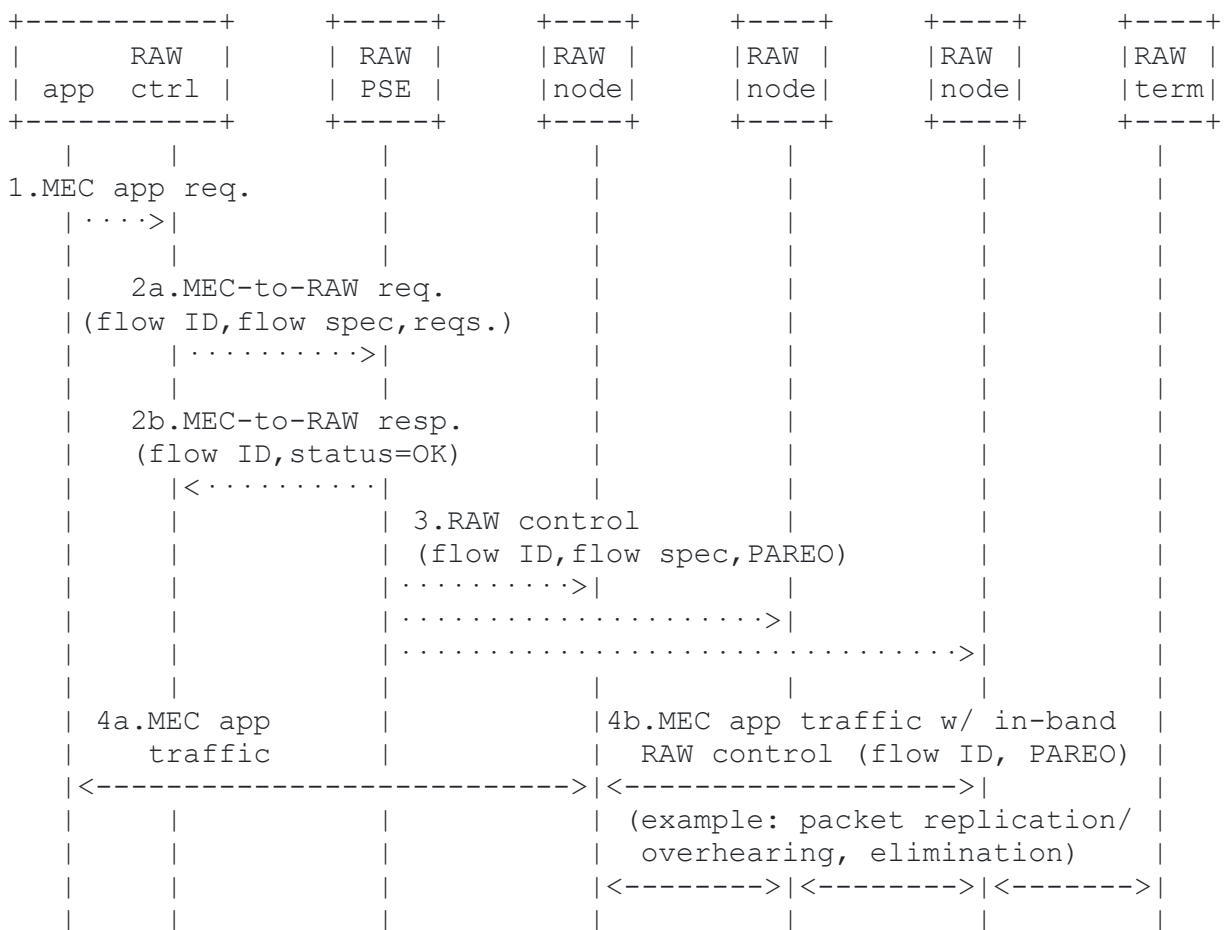 RAW RAW RAW RAW RAW RAW
app ctrl PSE node node node term
1.MEC app req.
2a.MEC-to-RAW req.
(flow ID,flow spec,reqs.)
2b.MEC-to-RAW resp.
(flow ID,status=OK)
3.RAW control
(flow ID,flow spec,PAREO)
4a.MEC app 4b.MEC app traffic w/ in-band
traffic RAW control (flow ID, PAREO)
(example: packet replication/
overhearing, elimination)